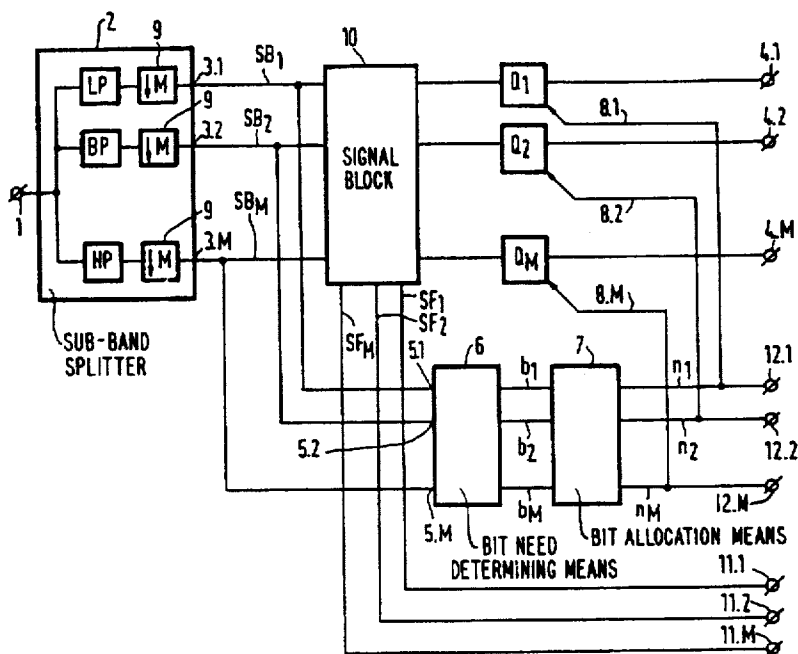 2
9
10
LP
↓M
3.1
SB1
Q1
4.1
9
8.1
BP
↓M
3.2
SB2
SIGNAL
BLOCK
Q2
4.2
1
9
8.2
HP
↓M
3.M
SBM
QM
4.M
8.M
SUB-BAND
SPLITTER
SFM
SF1
SF2
5.1
6
b1
7
n1
12.1
5.2
b2
n2
12.2
5.M
bM
nM
12.M
BIT NEED
DETERMINING MEANS
BIT ALLOCATION MEANS
11.1
11.2
11.M